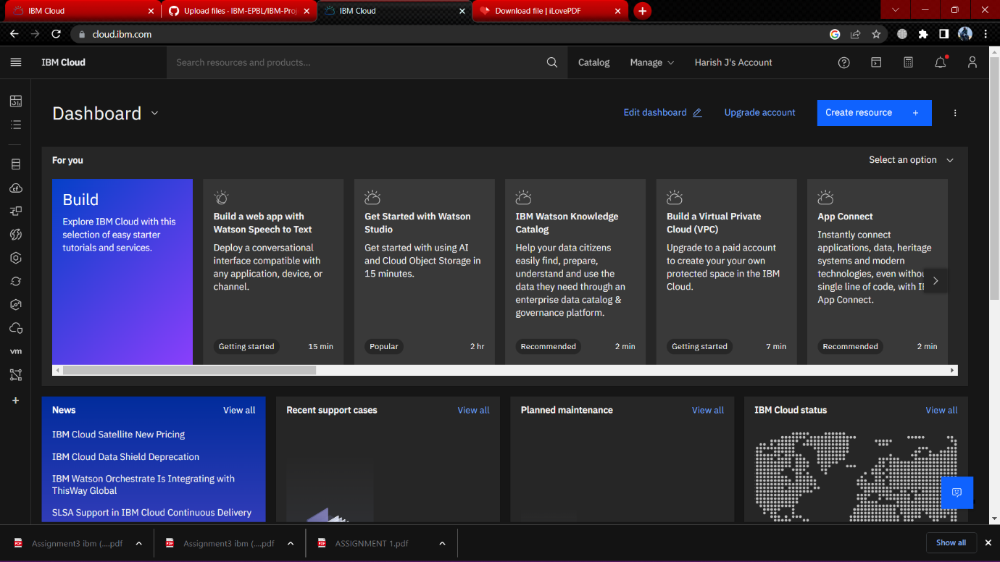 IBM Cloud
Upload files · IBM-EPBL/IBM-Proj
IBM Cloud
Download file | iLovePDF
cloud.ibm.com
IBM Cloud
Search resources and products...
Catalog
Manage
Harish J's Account
Dashboard
Edit dashboard
Upgrade account
Create resource +
For you
Select an option
Build
Explore IBM Cloud with this
selection of easy starter
tutorials and services.
Build a web app with
Watson Speech to Text
Deploy a conversational
interface compatible with
any application, device, or
channel.
Getting started 15 min
Get Started with Watson
Studio
Get started with using AI
and Cloud Object Storage in
15 minutes.
Popular 2 hr
IBM Watson Knowledge
Catalog
Help your data citizens
easily find, prepare,
understand and use the
data they need through an
enterprise data catalog &
governance platform.
Recommended 2 min
Build a Virtual Private
Cloud (VPC)
Upgrade to a paid account
to create your your own
protected space in the IBM
Cloud.
Getting started 7 min
App Connect
Instantly connect
applications, data, heritage
systems and modern
technologies, even withou
single line of code, with
App Connect.
Recommended 2 min
vm
News View all
IBM Cloud Satellite New Pricing
IBM Cloud Data Shield Deprecation
IBM Watson Orchestrate Is Integrating with
ThisWay Global
SLSA Support in IBM Cloud Continuous Delivery
Recent support cases View all
Planned maintenance View all
IBM Cloud status View all
Assignment3 ibm (....pdf
Assignment3 ibm (....pdf
ASSIGNMENT 1.pdf
Show all